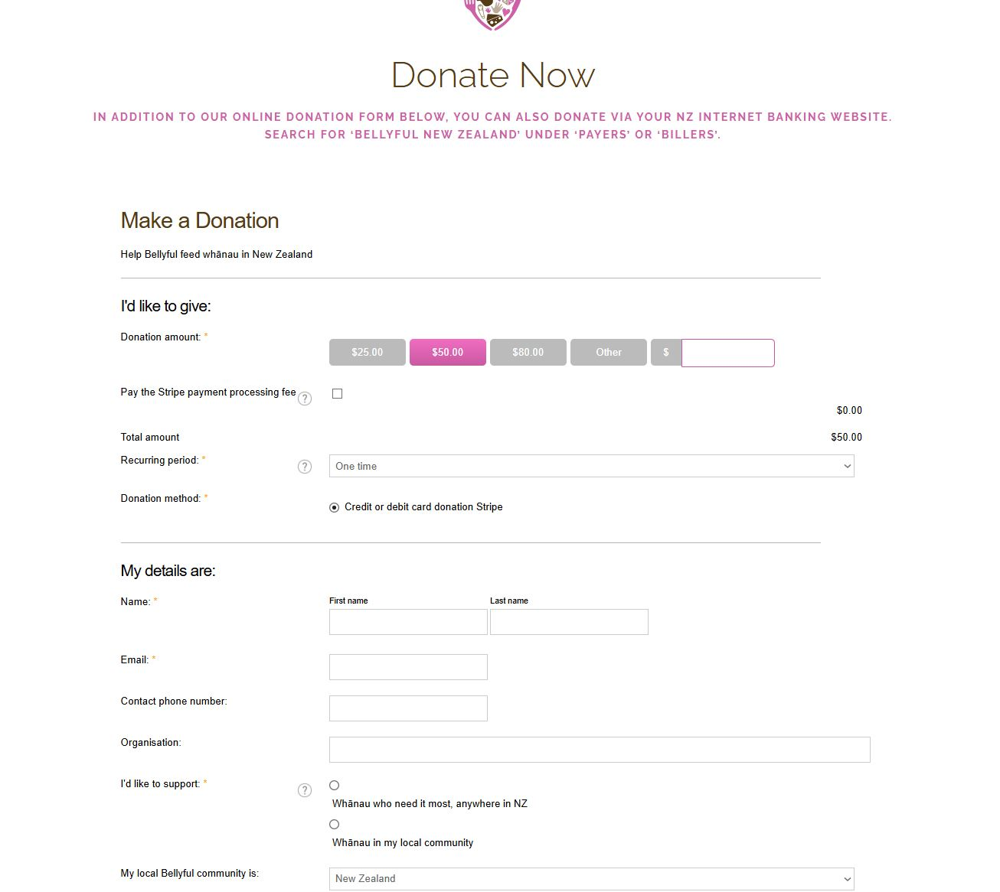 Donate Now
IN ADDITION TO OUR ONLINE DONATION FORM BELOW, YOU CAN ALSO DONATE VIA YOUR NZ INTERNET BANKING WEBSITE.
SEARCH FOR ‘BELLYFUL NEW ZEALAND’ UNDER ‘PAYERS’ OR ‘BILLERS’.
Make a Donation
Help Bellyful feed whānau in New Zealand
I'd like to give:
Donation amount: *
$25.00 $50.00 $80.00 Other $
Pay the Stripe payment processing fee ?
$0.00
Total amount $50.00
Recurring period: * ? One time
Donation method: * Credit or debit card donation Stripe
My details are:
Name: * First name Last name
Email: *
Contact phone number:
Organisation:
I'd like to support: * ?
Whānau who need it most, anywhere in NZ
Whānau in my local community
My local Bellyful community is: New Zealand